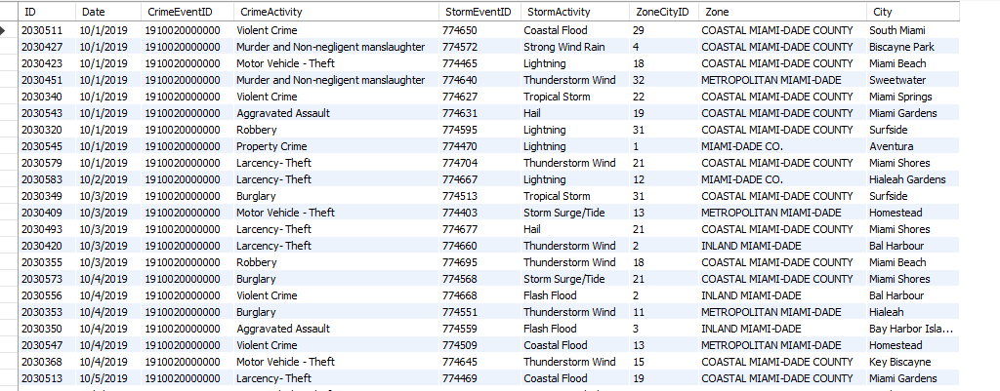 ID Date CrimeEventID CrimeActivity StormEventID StormActivity ZoneCityID Zone City
2030511 10/1/2019 1910020000000 Violent Crime 774650 Coastal Flood 29 COASTAL MIAMI-DADE COUNTY South Miami
2030427 10/1/2019 1910020000000 Murder and Non-negligent manslaughter 774572 Strong Wind Rain 4 COASTAL MIAMI-DADE COUNTY Biscayne Park
2030423 10/1/2019 1910020000000 Motor Vehicle - Theft 774465 Lightning 18 COASTAL MIAMI-DADE COUNTY Miami Beach
2030451 10/1/2019 1910020000000 Murder and Non-negligent manslaughter 774640 Thunderstorm Wind 32 METROPOLITAN MIAMI-DADE Sweetwater
2030340 10/1/2019 1910020000000 Violent Crime 774627 Tropical Storm 22 COASTAL MIAMI-DADE COUNTY Miami Springs
2030543 10/1/2019 1910020000000 Aggravated Assault 774631 Hail 19 COASTAL MIAMI-DADE COUNTY Miami Gardens
2030320 10/1/2019 1910020000000 Robbery 774595 Lightning 31 COASTAL MIAMI-DADE COUNTY Surfside
2030545 10/1/2019 1910020000000 Property Crime 774470 Lightning 1 MIAMI-DADE CO. Aventura
2030579 10/1/2019 1910020000000 Larcency- Theft 774704 Thunderstorm Wind 21 COASTAL MIAMI-DADE COUNTY Miami Shores
2030583 10/2/2019 1910020000000 Larcency- Theft 774667 Lightning 12 MIAMI-DADE CO. Hialeah Gardens
2030349 10/3/2019 1910020000000 Burglary 774513 Tropical Storm 31 COASTAL MIAMI-DADE COUNTY Surfside
2030409 10/3/2019 1910020000000 Motor Vehicle - Theft 774403 Storm Surge/Tide 13 METROPOLITAN MIAMI-DADE Homestead
2030493 10/3/2019 1910020000000 Larcency- Theft 774677 Hail 21 COASTAL MIAMI-DADE COUNTY Miami Shores
2030420 10/3/2019 1910020000000 Larcency- Theft 774660 Thunderstorm Wind 2 INLAND MIAMI-DADE Bal Harbour
2030355 10/3/2019 1910020000000 Robbery 774695 Thunderstorm Wind 18 COASTAL MIAMI-DADE COUNTY Miami Beach
2030573 10/4/2019 1910020000000 Burglary 774568 Storm Surge/Tide 21 COASTAL MIAMI-DADE COUNTY Miami Shores
2030556 10/4/2019 1910020000000 Violent Crime 774668 Flash Flood 2 INLAND MIAMI-DADE Bal Harbour
2030353 10/4/2019 1910020000000 Burglary 774551 Thunderstorm Wind 11 METROPOLITAN MIAMI-DADE Hialeah
2030350 10/4/2019 1910020000000 Aggravated Assault 774559 Flash Flood 3 INLAND MIAMI-DADE Bay Harbor Isla...
2030547 10/4/2019 1910020000000 Violent Crime 774509 Coastal Flood 13 METROPOLITAN MIAMI-DADE Homestead
2030368 10/4/2019 1910020000000 Motor Vehicle - Theft 774645 Thunderstorm Wind 15 COASTAL MIAMI-DADE COUNTY Key Biscayne
2030513 10/5/2019 1910020000000 Larcency- Theft 774469 Coastal Flood 19 COASTAL MIAMI-DADE COUNTY Miami Gardens